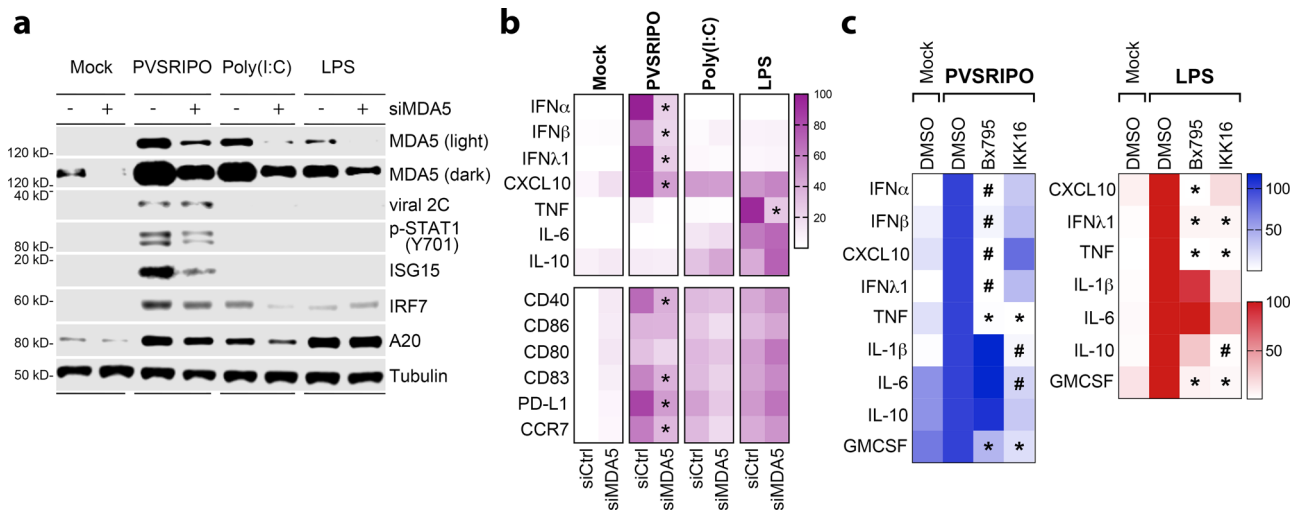 a
Mock PVSRIPO Poly(I:C) LPS
- + - + - + - + siMDA5
120 kD- MDA5 (light)
120 kD- MDA5 (dark)
40 kD- viral 2C
80 kD- p-STAT1 (Y701)
20 kD- ISG15
60 kD- IRF7
80 kD- A20
50 kD- Tubulin
b
Mock PVSRIPO Poly(I:C) LPS
IFNα *
IFNβ *
IFNλ1 *
CXCL10 *
TNF *
IL-6
IL-10
100
80
60
40
20
CD40 *
CD86
CD80
CD83 *
PD-L1 *
CCR7 *
siCtrl siMDA5 siCtrl siMDA5 siCtrl siMDA5 siCtrl siMDA5
c
Mock PVSRIPO
DMSO DMSO Bx795 IKK16
IFNα #
IFNβ #
CXCL10 #
IFNλ1 #
TNF * *
IL-1β #
IL-6 #
IL-10
GMCSF * *
Mock LPS
DMSO DMSO Bx795 IKK16
CXCL10 *
IFNλ1 * *
TNF * *
IL-1β
IL-6
IL-10 #
GMCSF * *
100
50
100
50